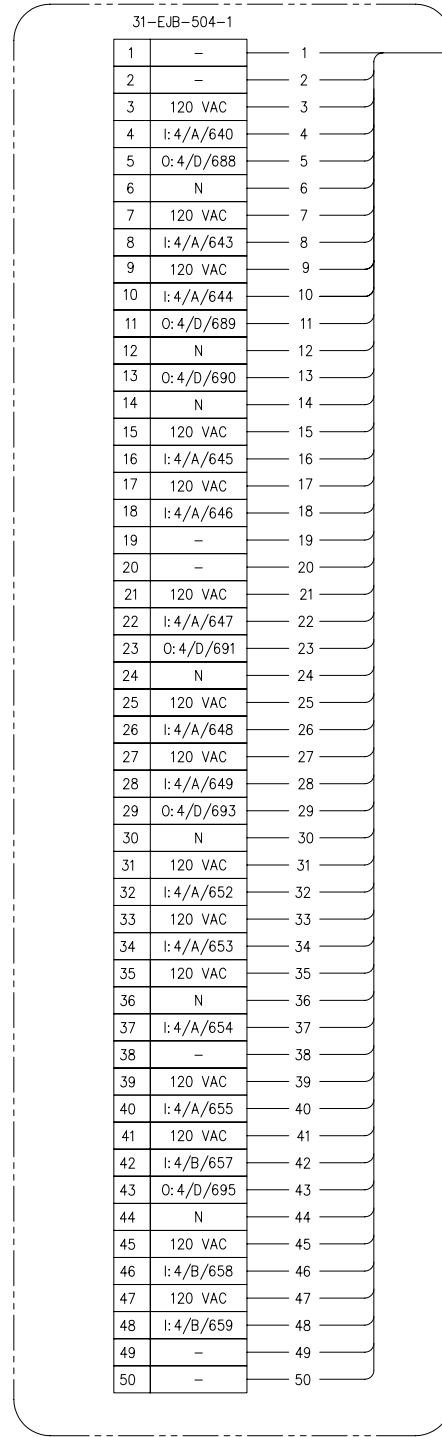 31-EJB-504-1
1 - 1
2 - 2
3 120 VAC 3
4 I:4/A/640 4
5 O:4/D/688 5
6 N 6
7 120 VAC 7
8 I:4/A/643 8
9 120 VAC 9
10 I:4/A/644 10
11 O:4/D/689 11
12 N 12
13 O:4/D/690 13
14 N 14
15 120 VAC 15
16 I:4/A/645 16
17 120 VAC 17
18 I:4/A/646 18
19 - 19
20 - 20
21 120 VAC 21
22 I:4/A/647 22
23 O:4/D/691 23
24 N 24
25 120 VAC 25
26 I:4/A/648 26
27 120 VAC 27
28 I:4/A/649 28
29 O:4/D/693 29
30 N 30
31 120 VAC 31
32 I:4/A/652 32
33 120 VAC 33
34 I:4/A/653 34
35 120 VAC 35
36 N 36
37 I:4/A/654 37
38 - 38
39 120 VAC 39
40 I:4/A/655 40
41 120 VAC 41
42 I:4/B/657 42
43 O:4/D/695 43
44 N 44
45 120 VAC 45
46 I:4/B/658 46
47 120 VAC 47
48 I:4/B/659 48
49 - 49
50 - 50